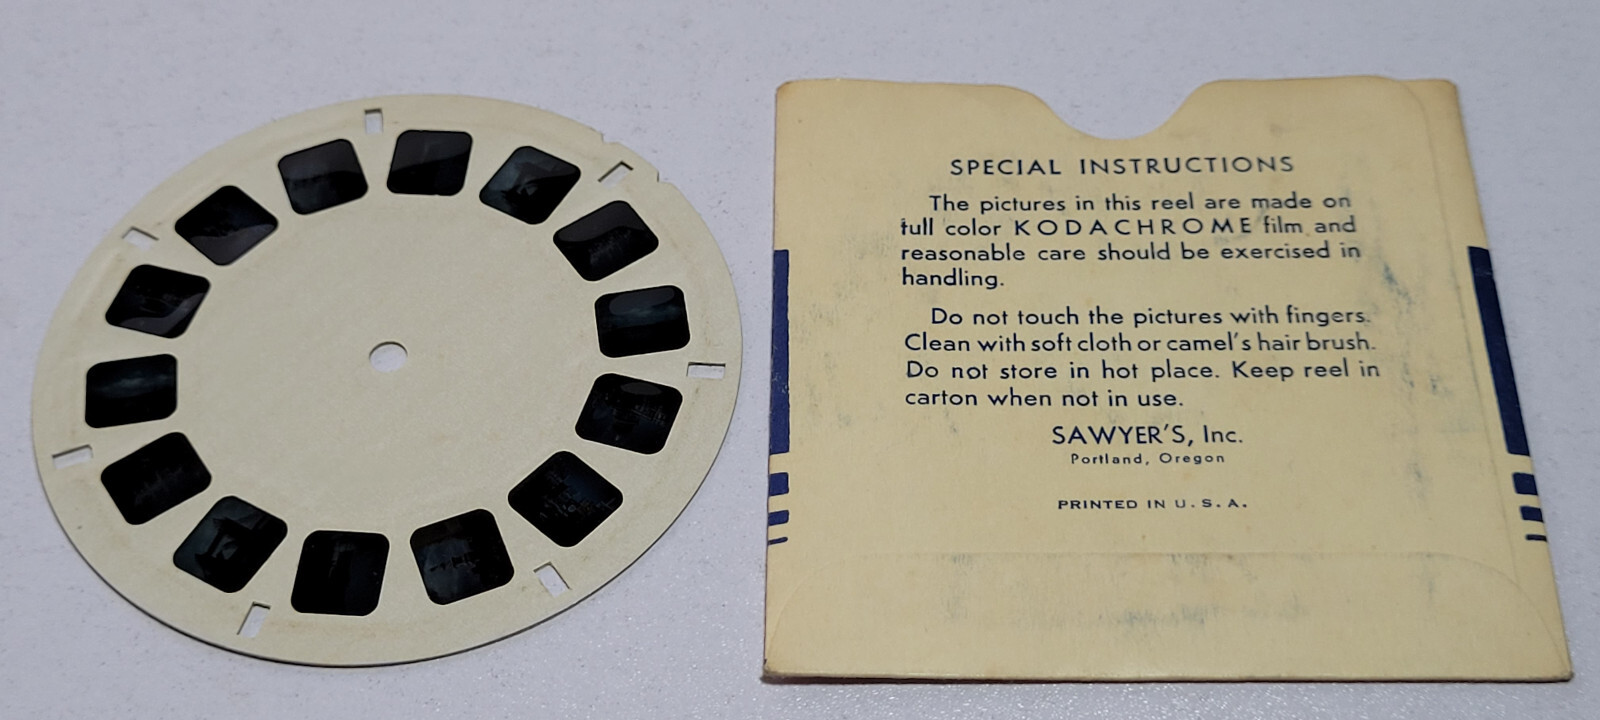 SPECIAL INSTRUCTIONS
The pictures in this reel are made on
full color KODACHROME film and
reasonable care should be exercised in
handling.
Do not touch the pictures with fingers.
Clean with soft cloth or camel's hair brush.
Do not store in hot place. Keep reel in
carton when not in use.
SAWYER'S, Inc.
Portland, Oregon
PRINTED IN U. S. A.